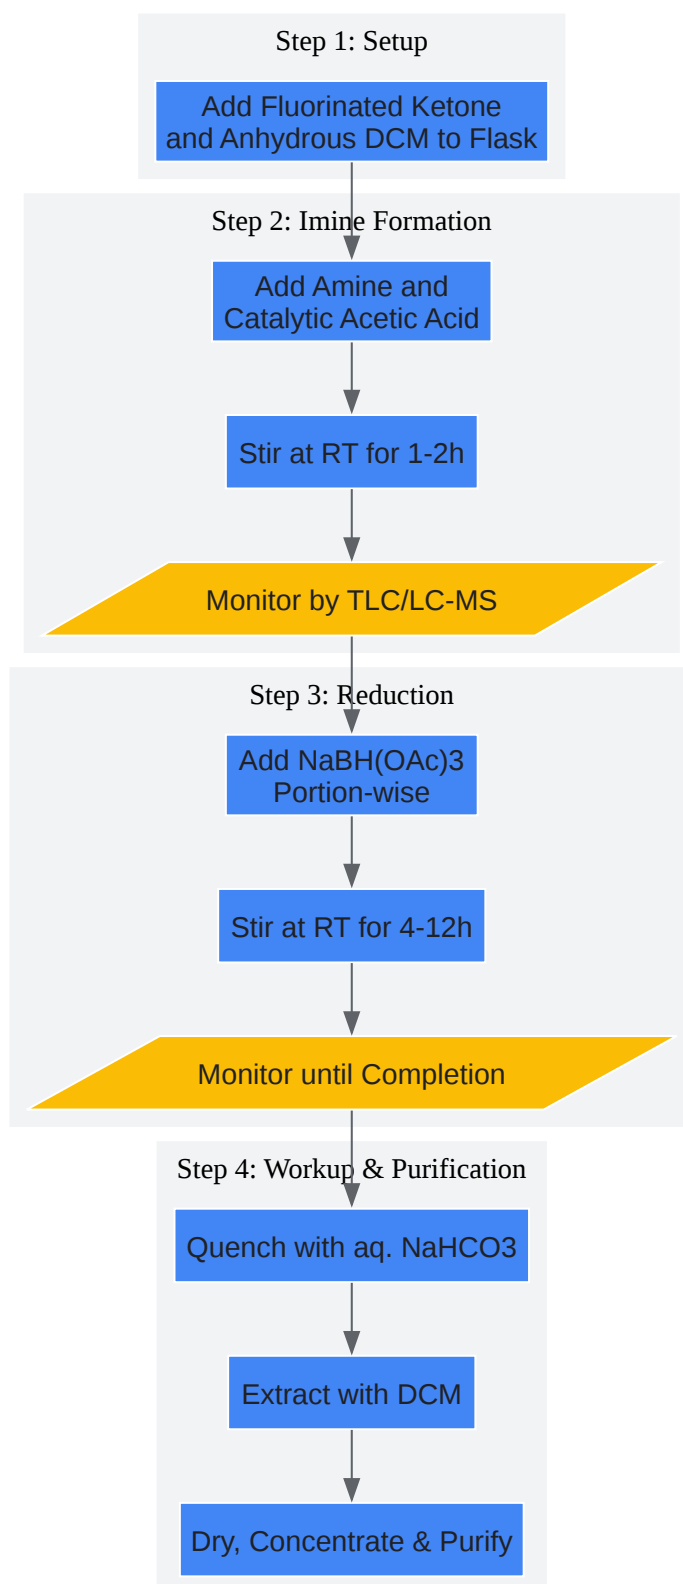 Step 1: Setup
Add Fluorinated Ketone
and Anhydrous DCM to Flask
Step 2: Imine Formation
Add Amine and
Catalytic Acetic Acid
Stir at RT for 1-2h
Monitor by TLC/LC-MS
Step 3: Reduction
Add NaBH(OAc)3
Portion-wise
Stir at RT for 4-12h
Monitor until Completion
Step 4: Workup & Purification
Quench with aq. NaHCO3
Extract with DCM
Dry, Concentrate & Purify